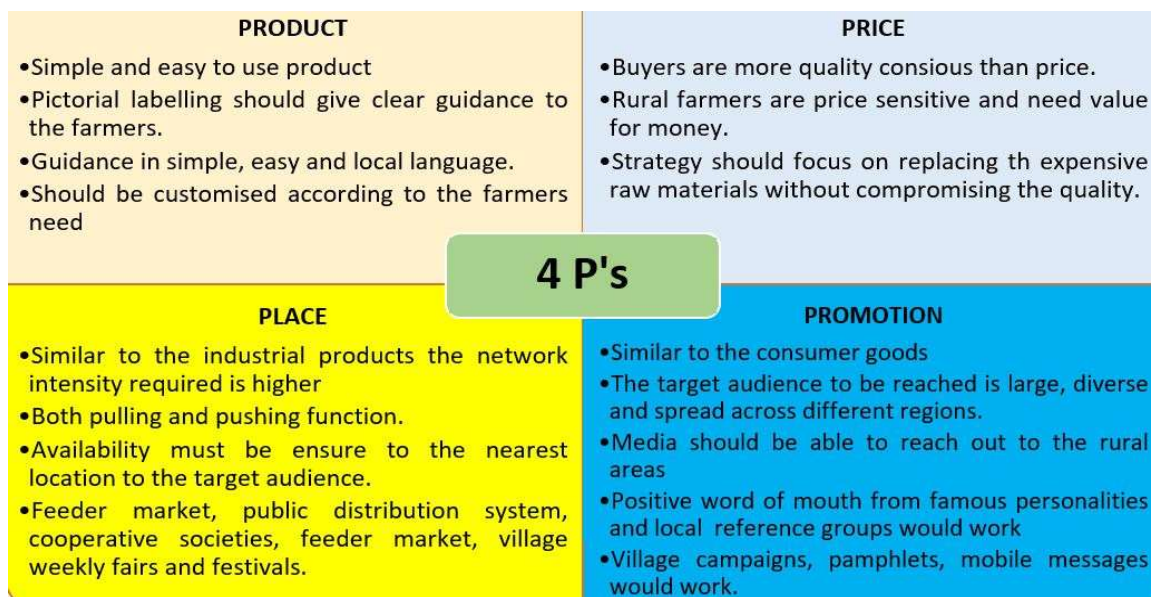 PRODUCT
•Simple and easy to use product
•Pictorial labelling should give clear guidance to
the farmers.
•Guidance in simple, easy and local language.
•Should be customised according to the farmers
need
PRICE
•Buyers are more quality consious than price.
•Rural farmers are price sensitive and need value
for money.
•Strategy should focus on replacing th expensive
raw materials without compromising the quality.
4 P's
PLACE
•Similar to the industrial products the network
intensity required is higher
•Both pulling and pushing function.
•Availability must be ensure to the nearest
location to the target audience.
•Feeder market, public distribution system,
cooperative societies, feeder market, village
weekly fairs and festivals.
PROMOTION
•Similar to the consumer goods
•The target audience to be reached is large, diverse
and spread across different regions.
•Media should be able to reach out to the rural
areas
•Positive word of mouth from famous personalities
and local reference groups would work
•Village campaigns, pamphlets, mobile messages
would work.